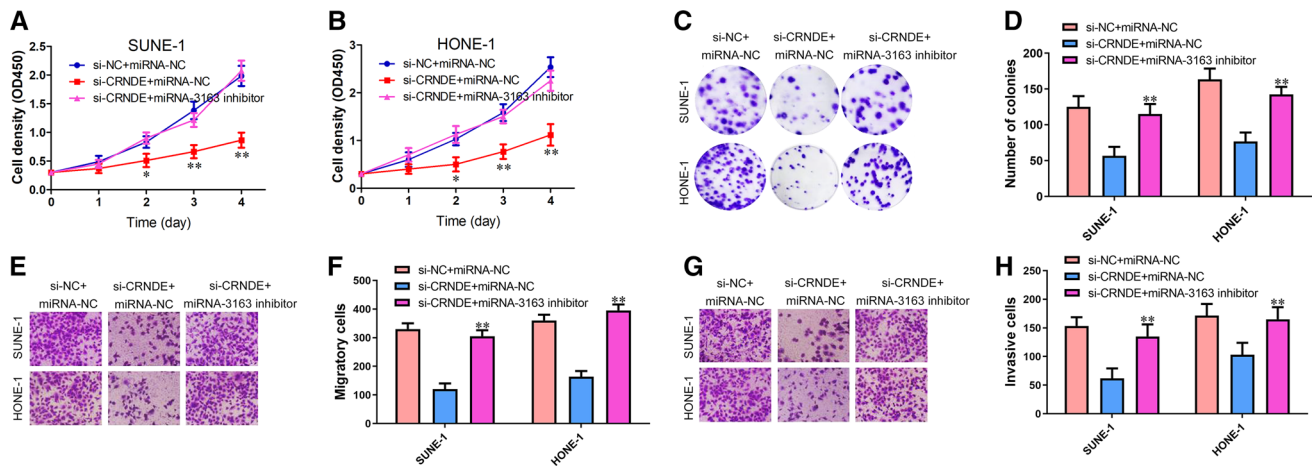 A
SUNE-1
Cell density (OD450)
2.5
2.0
1.5
1.0
0.5
0.0
si-NC+miRNA-NC
si-CRNDE+miRNA-NC
si-CRNDE+miRNA-3163 inhibitor
*
**
**
0 1 2 3 4
Time (day)
B
HONE-1
Cell density (OD450)
3
2
1
0
si-NC+miRNA-NC
si-CRNDE+miRNA-NC
si-CRNDE+miRNA-3163 inhibitor
*
**
**
0 1 2 3 4
Time (day)
C
si-NC+ si-CRNDE+ si-CRNDE+
miRNA-NC miRNA-NC miRNA-3163 inhibitor
SUNE-1
HONE-1
D
si-NC+miRNA-NC
si-CRNDE+miRNA-NC
si-CRNDE+miRNA-3163 inhibitor
Number of colonies
200
150
100
50
0
**
**
SUNE-1
HONE-1
E
si-NC+ si-CRNDE+ si-CRNDE+
miRNA-NC miRNA-NC miRNA-3163 inhibitor
SUNE-1
HONE-1
F
si-NC+miRNA-NC
si-CRNDE+miRNA-NC
si-CRNDE+miRNA-3163 inhibitor
Migratory cells
500
400
300
200
100
0
**
**
SUNE-1
HONE-1
G
si-NC+ si-CRNDE+ si-CRNDE+
miRNA-NC miRNA-NC miRNA-3163 inhibitor
SUNE-1
HONE-1
H
si-NC+miRNA-NC
si-CRNDE+miRNA-NC
si-CRNDE+miRNA-3163 inhibitor
Invasive cells
250
200
150
100
50
0
**
**
SUNE-1
HONE-1